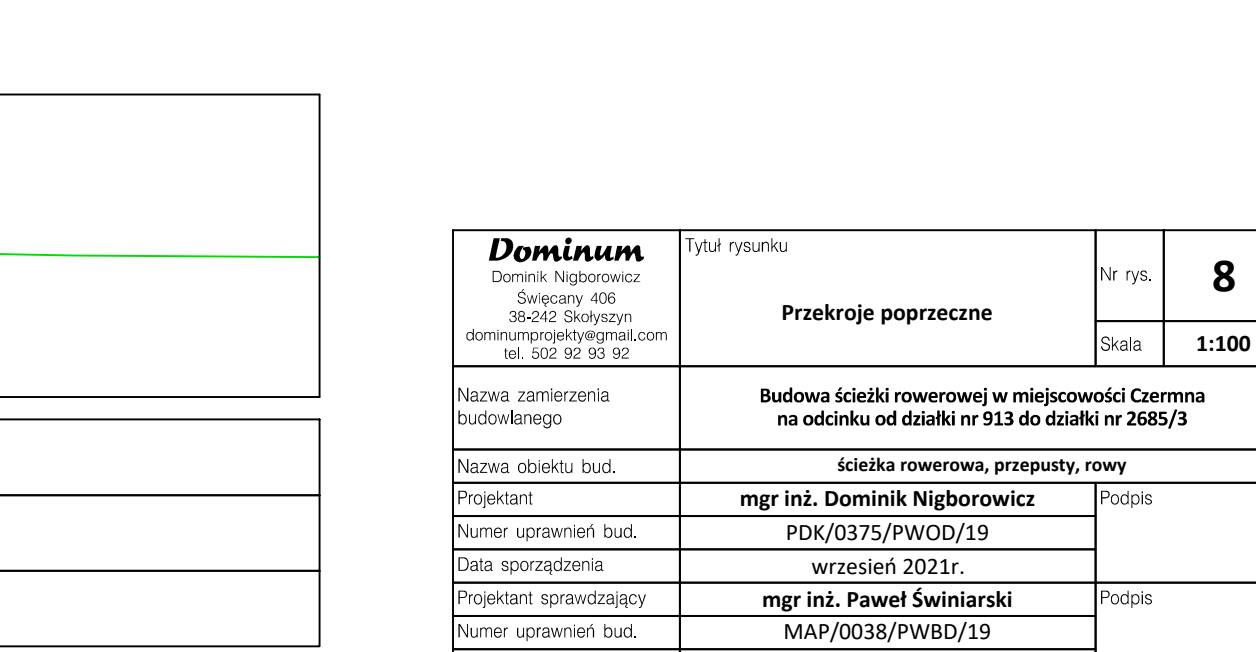 Dominum
Dominik Nigborowicz
Święcany 406
38-242 Skołyszyn
dominumprojekty@gmail.com
tel. 502 92 93 92
Tytuł rysunku
Przekroje poprzeczne
Nr rys.
8
Skala
1:100
Nazwa zamierzenia
budowlanego
Budowa ścieżki rowerowej w miejscowości Czermna
na odcinku od działki nr 913 do działki nr 2685/3
Nazwa obiektu bud.
ścieżka rowerowa, przepusty, rowy
Projektant
mgr inż. Dominik Nigborowicz
Podpis
Numer uprawnień bud.
PDK/0375/PWOD/19
Data sporządzenia
wrzesień 2021r.
Projektant sprawdzający
mgr inż. Paweł Świniarski
Podpis
Numer uprawnień bud.
MAP/0038/PWBD/19